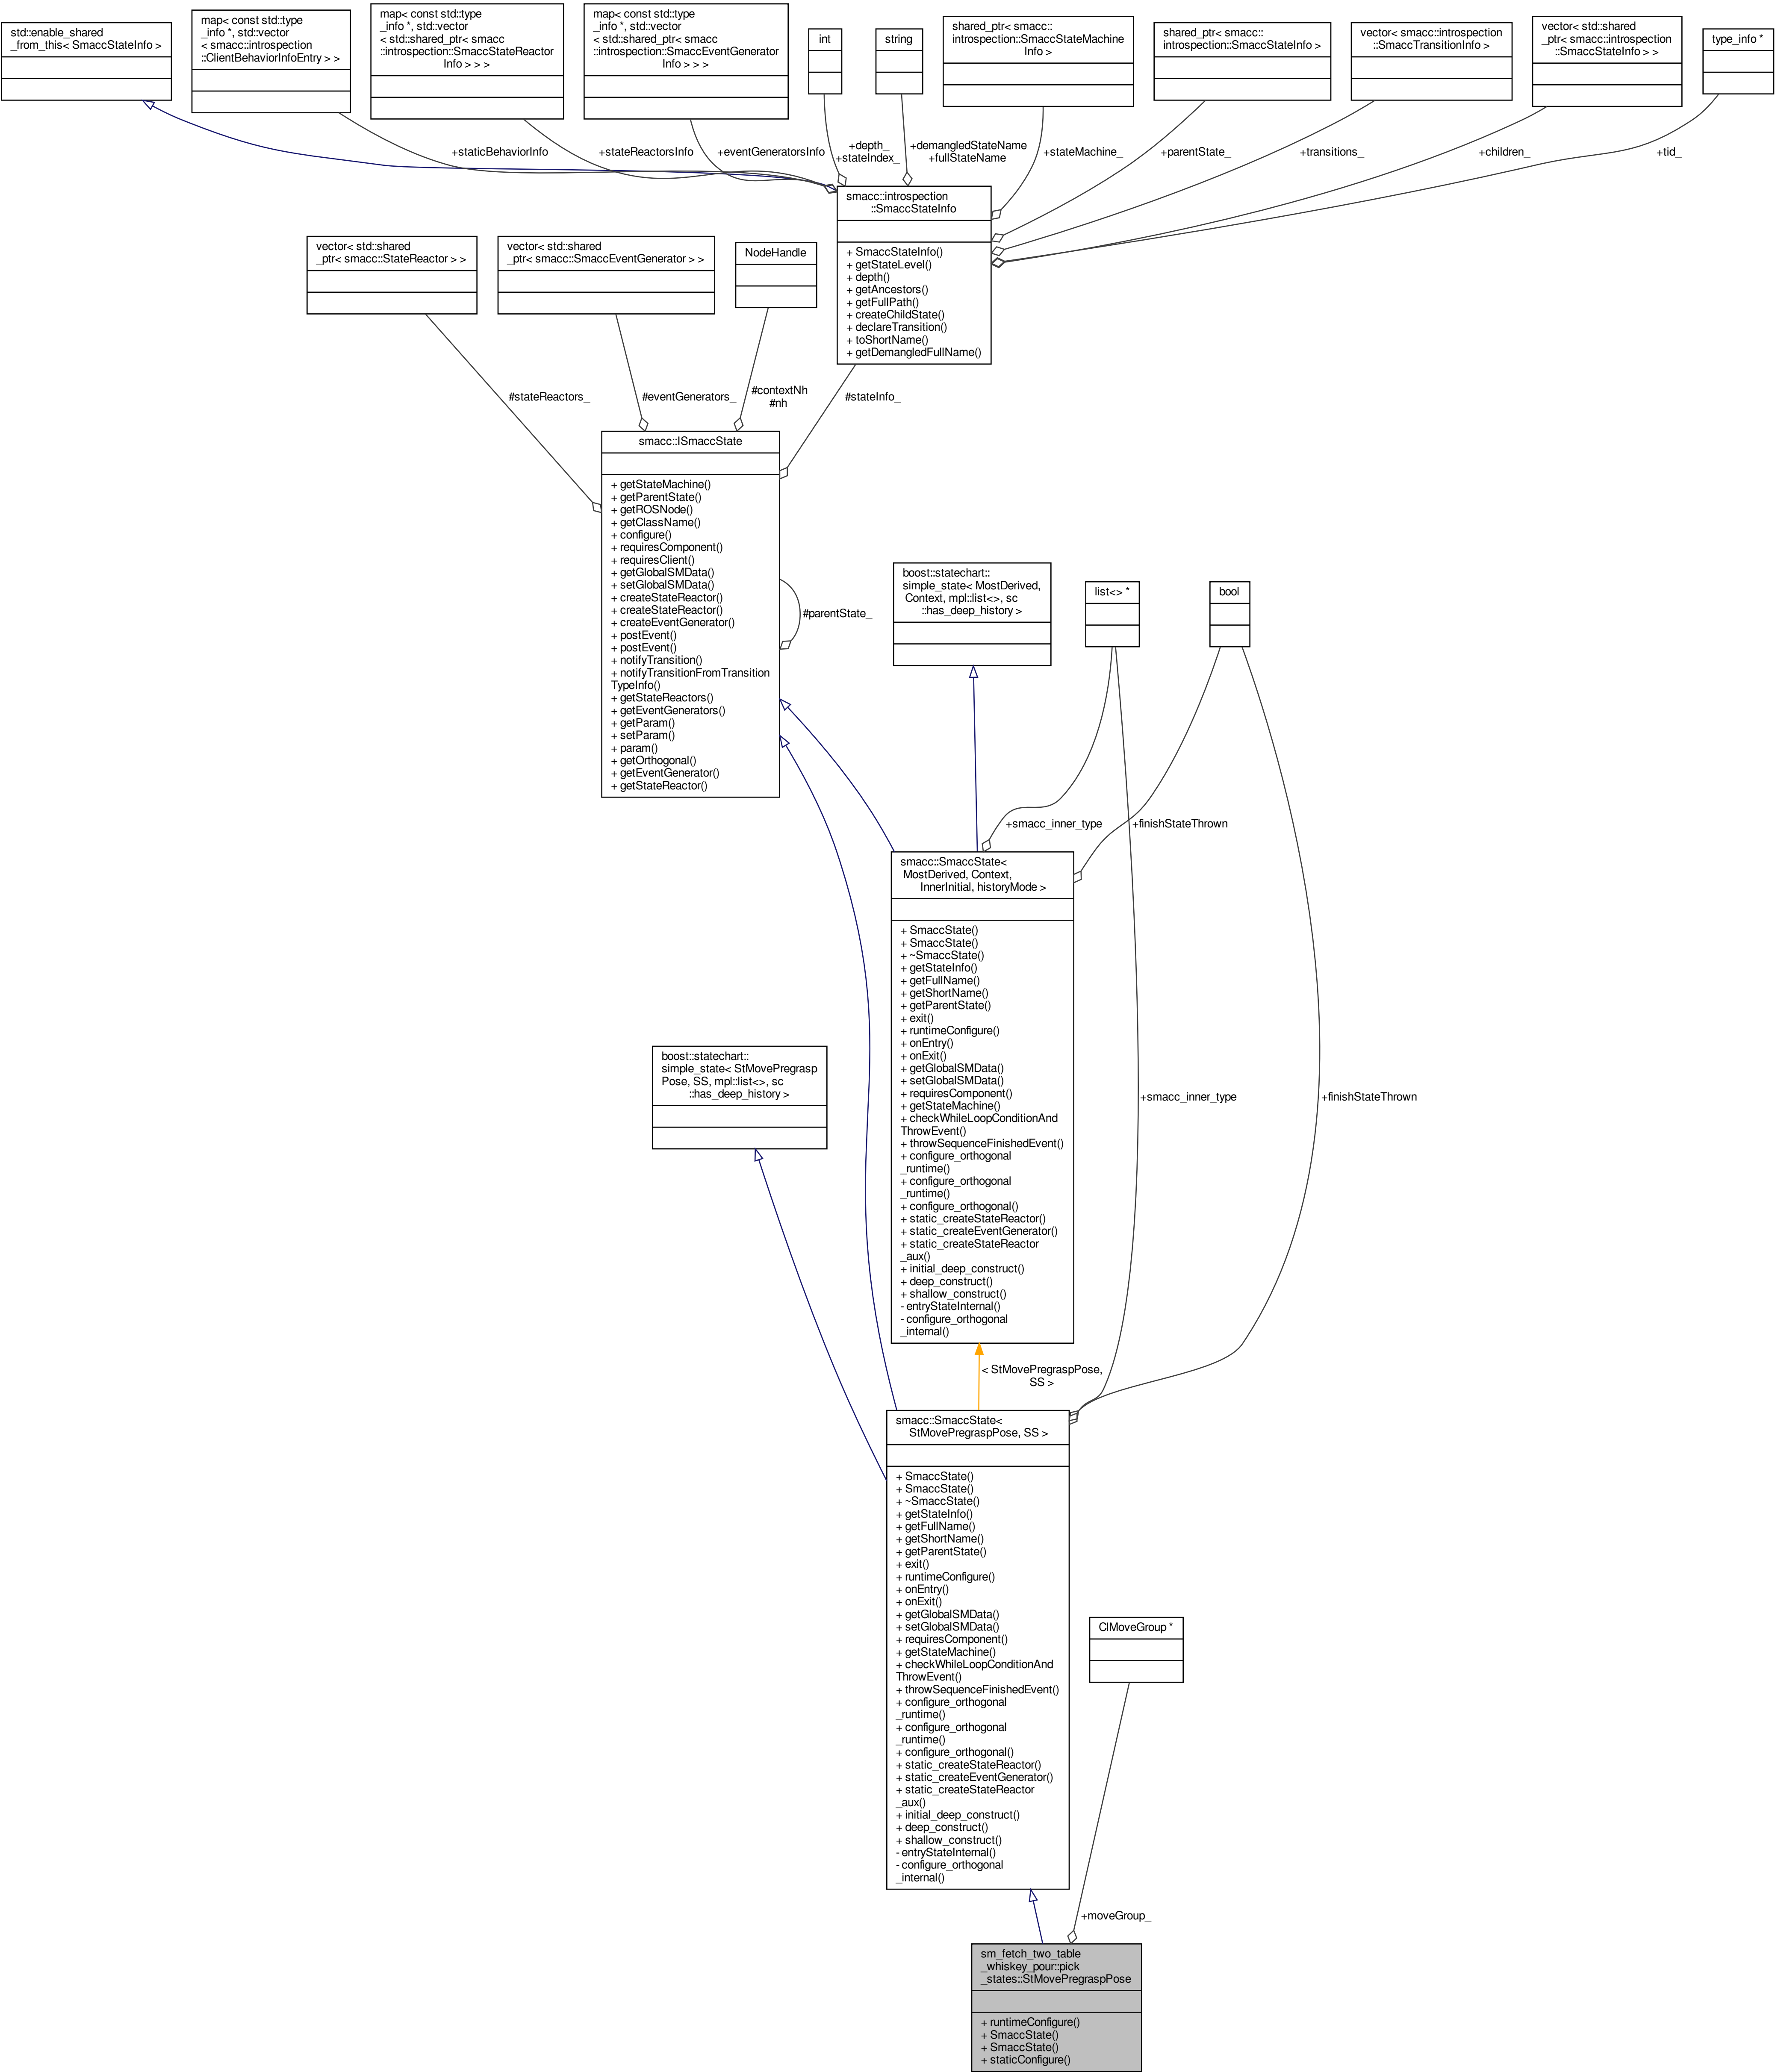 std::enable_shared
_from_this< SmaccStateInfo >
map< const std::type
_info *, std::vector
< smacc::introspection
::ClientBehaviorInfoEntry > >
map< const std::type
_info *, std::vector
< std::shared_ptr< smacc
::introspection::SmaccStateReactor
Info > > >
map< const std::type
_info *, std::vector
< std::shared_ptr< smacc
::introspection::SmaccEventGenerator
Info > > >
int
string
shared_ptr< smacc::
introspection::SmaccStateMachine
Info >
shared_ptr< smacc::
introspection::SmaccStateInfo >
vector< smacc::introspection
::SmaccTransitionInfo >
vector< std::shared
_ptr< smacc::introspection
::SmaccStateInfo > >
type_info *
+staticBehaviorInfo
+stateReactorsInfo
+eventGeneratorsInfo
+depth_
+stateIndex_
+demangledStateName
+fullStateName
+stateMachine_
+parentState_
+transitions_
+children_
+tid_
smacc::introspection
::SmaccStateInfo
+ SmaccStateInfo()
+ getStateLevel()
+ depth()
+ getAncestors()
+ getFullPath()
+ createChildState()
+ declareTransition()
+ toShortName()
+ getDemangledFullName()
vector< std::shared
_ptr< smacc::StateReactor > >
vector< std::shared
_ptr< smacc::SmaccEventGenerator > >
NodeHandle
#stateReactors_
#eventGenerators_
#contextNh
#nh
#stateInfo_
smacc::ISmaccState
+ getStateMachine()
+ getParentState()
+ getROSNode()
+ getClassName()
+ configure()
+ requiresComponent()
+ requiresClient()
+ getGlobalSMData()
+ setGlobalSMData()
+ createStateReactor()
+ createStateReactor()
+ createEventGenerator()
+ postEvent()
+ postEvent()
+ notifyTransition()
+ notifyTransitionFromTransition
TypeInfo()
+ getStateReactors()
+ getEventGenerators()
+ getParam()
+ setParam()
+ param()
+ getOrthogonal()
+ getEventGenerator()
+ getStateReactor()
#parentState_
boost::statechart::
simple_state< MostDerived,
Context, mpl::list<>, sc
::has_deep_history >
list<> *
bool
+smacc_inner_type
+finishStateThrown
smacc::SmaccState<
MostDerived, Context,
InnerInitial, historyMode >
+ SmaccState()
+ SmaccState()
+ ~SmaccState()
+ getStateInfo()
+ getFullName()
+ getShortName()
+ getParentState()
+ exit()
+ runtimeConfigure()
+ onEntry()
+ onExit()
+ getGlobalSMData()
+ setGlobalSMData()
+ requiresComponent()
+ getStateMachine()
+ checkWhileLoopConditionAnd
ThrowEvent()
+ throwSequenceFinishedEvent()
+ configure_orthogonal
_runtime()
+ configure_orthogonal
_runtime()
+ configure_orthogonal()
+ static_createStateReactor()
+ static_createEventGenerator()
+ static_createStateReactor
_aux()
+ initial_deep_construct()
+ deep_construct()
+ shallow_construct()
- entryStateInternal()
- configure_orthogonal
_internal()
boost::statechart::
simple_state< StMovePregrasp
Pose, SS, mpl::list<>, sc
::has_deep_history >
+smacc_inner_type
+finishStateThrown
< StMovePregraspPose,
SS >
smacc::SmaccState<
StMovePregraspPose, SS >
+ SmaccState()
+ SmaccState()
+ ~SmaccState()
+ getStateInfo()
+ getFullName()
+ getShortName()
+ getParentState()
+ exit()
+ runtimeConfigure()
+ onEntry()
+ onExit()
+ getGlobalSMData()
+ setGlobalSMData()
+ requiresComponent()
+ getStateMachine()
+ checkWhileLoopConditionAnd
ThrowEvent()
+ throwSequenceFinishedEvent()
+ configure_orthogonal
_runtime()
+ configure_orthogonal
_runtime()
+ configure_orthogonal()
+ static_createStateReactor()
+ static_createEventGenerator()
+ static_createStateReactor
_aux()
+ initial_deep_construct()
+ deep_construct()
+ shallow_construct()
- entryStateInternal()
- configure_orthogonal
_internal()
ClMoveGroup *
+moveGroup_
sm_fetch_two_table
_whiskey_pour::pick
_states::StMovePregraspPose
+ runtimeConfigure()
+ SmaccState()
+ SmaccState()
+ staticConfigure()